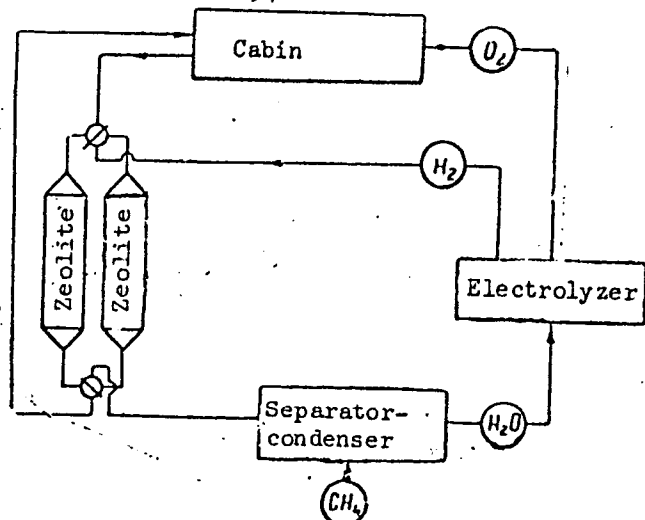 Cabin
O₂
H₂
Zeolite
Zeolite
Electrolyzer
Separator-
condenser
H₂O
CH₄